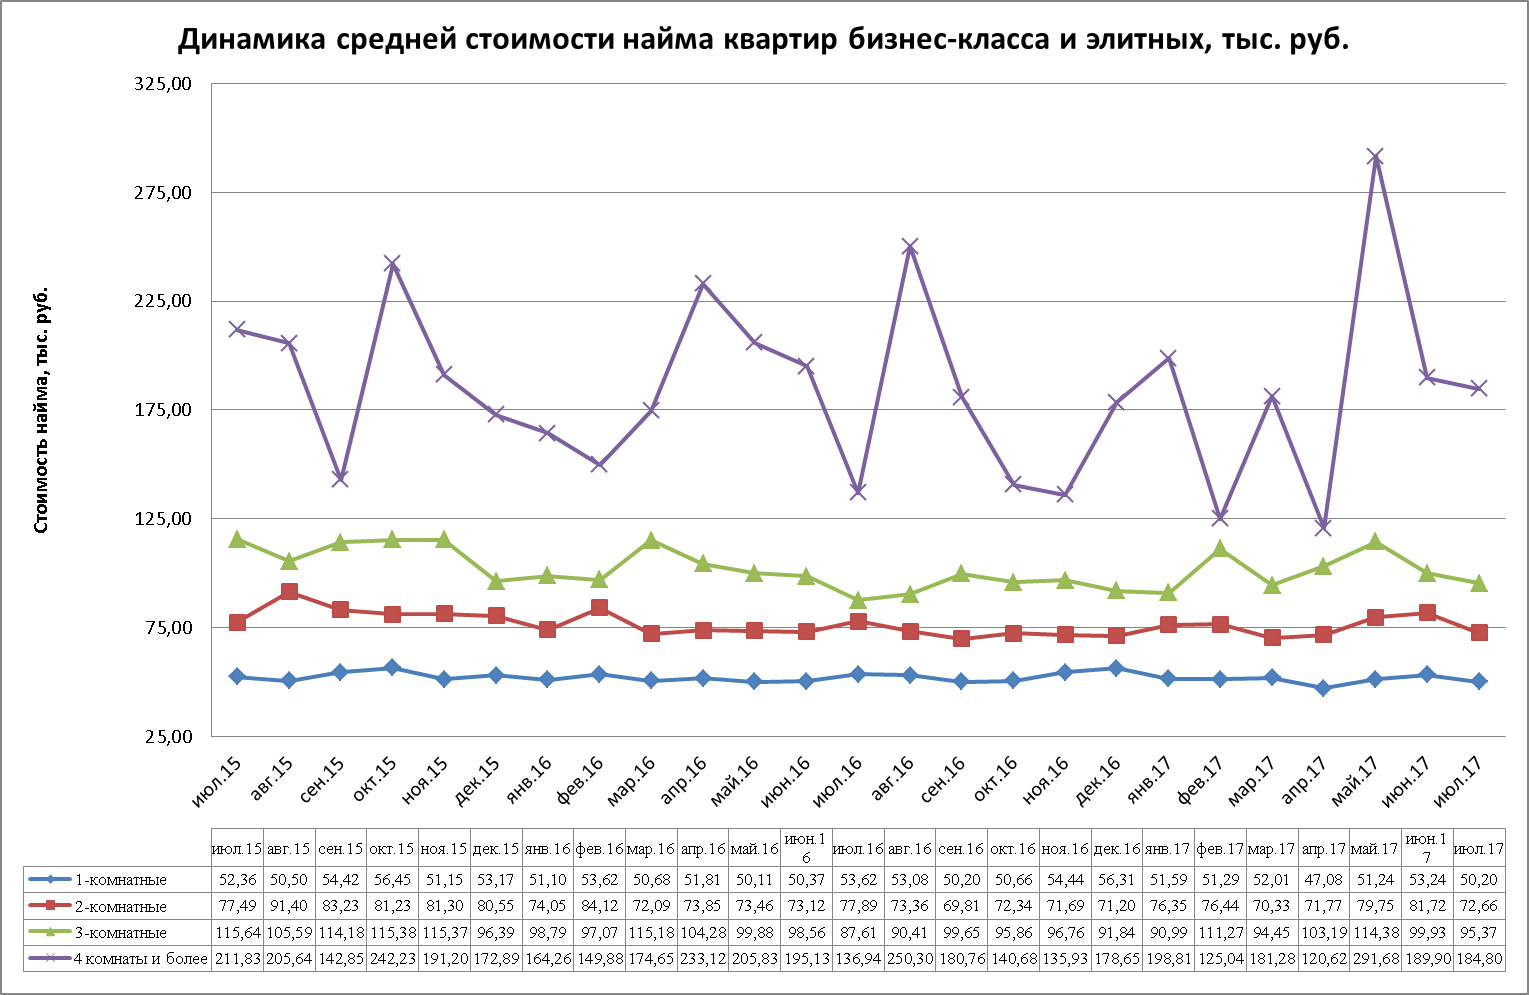 Динамика средней стоимости найма квартир бизнес-класса и элитных, тыс. руб.
Стоимость найма, тыс. руб.
325,00
275,00
225,00
175,00
125,00
75,00
25,00
июл.15 авг.15 сен.15 окт.15 ноя.15 дек.15 янв.16 фев.16 мар.16 апр.16 май.16 июн.16 июл.16 авг.16 сен.16 окт.16 ноя.16 дек.16 янв.17 фев.17 мар.17 апр.17 май.17 июн.17 июл.17
июл.15 авг.15 сен.15 окт.15 ноя.15 дек.15 янв.16 фев.16 мар.16 апр.16 май.16 июн.16 июл.16 авг.16 сен.16 окт.16 ноя.16 дек.16 янв.17 фев.17 мар.17 апр.17 май.17 июн.17 июл.17
1-комнатные 52,36 50,50 54,42 56,45 51,15 53,17 51,10 53,62 50,68 51,81 50,11 50,37 53,62 53,08 50,20 50,66 54,44 56,31 51,59 51,29 52,01 47,08 51,24 53,24 50,20
2-комнатные 77,49 91,40 83,23 81,23 81,30 80,55 74,05 84,12 72,09 73,85 73,46 73,12 77,89 73,36 69,81 72,34 71,69 71,20 76,35 76,44 70,33 71,77 79,75 81,72 72,66
3-комнатные 115,64 105,59 114,18 115,38 115,37 96,39 98,79 97,07 115,18 104,28 99,88 98,56 87,61 90,41 99,65 95,86 96,76 91,84 90,99 111,27 94,45 103,19 114,38 99,93 95,37
4 комнаты и более 211,83 205,64 142,85 242,23 191,20 172,89 164,26 149,88 174,65 233,12 205,83 195,13 136,94 250,30 180,76 140,68 135,93 178,65 198,81 125,04 181,28 120,62 291,68 189,90 184,80